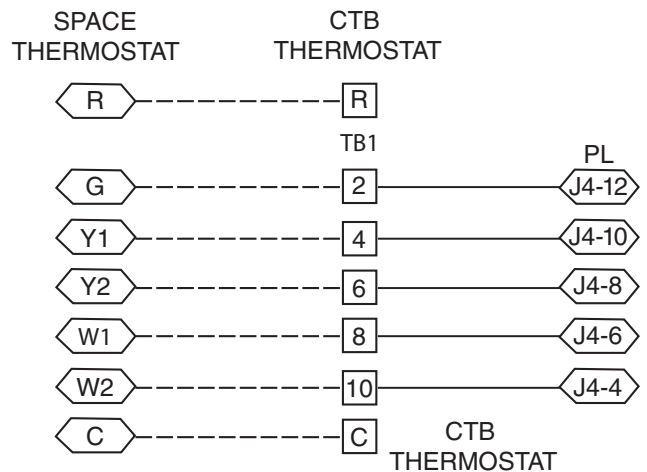 SPACE THERMOSTAT
CTB THERMOSTAT
R R
TB1
PL
G 2 J4-12
Y1 4 J4-10
Y2 6 J4-8
W1 8 J4-6
W2 10 J4-4
C C
CTB THERMOSTAT